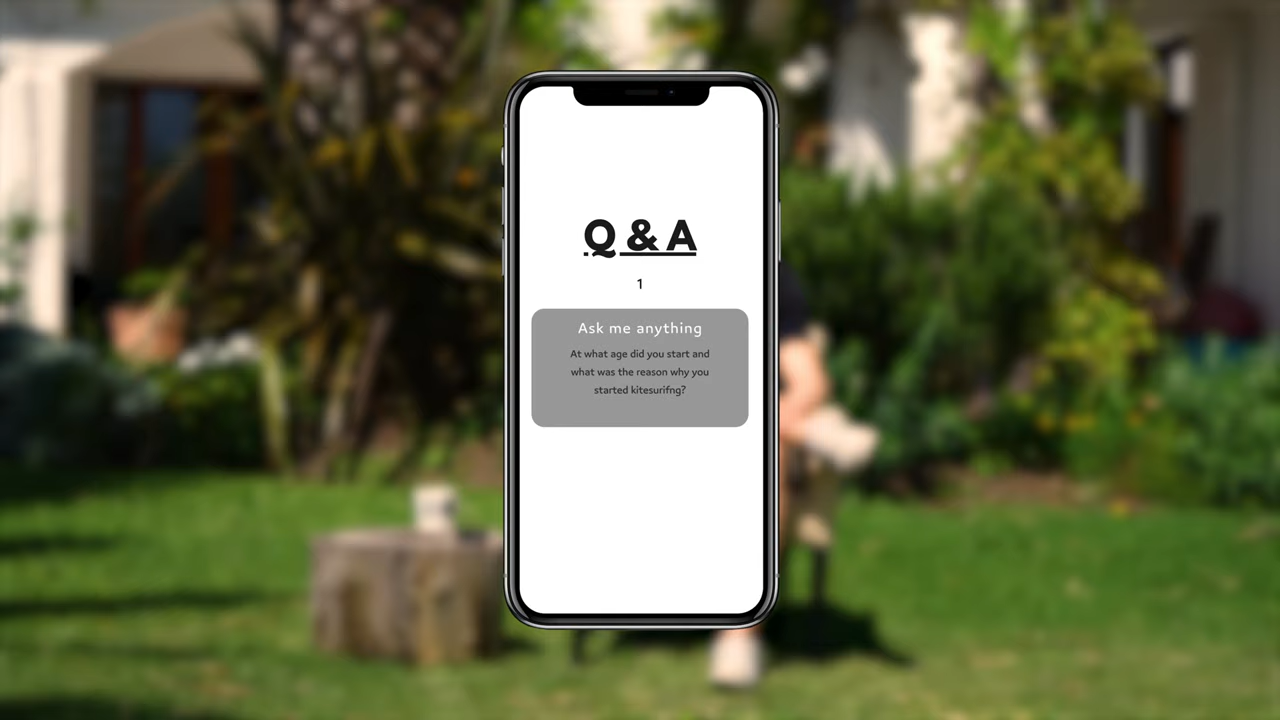 Q & A
1
Ask me anything
At what age did you start and
what was the reason why you
started kitesurifng?